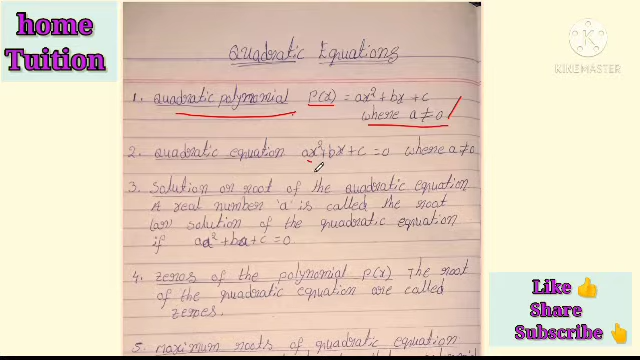 home
Tuition
KINEMASTER
Quadratic Equations
1. Quadratic polynomial P(x) = ax² + bx + c
where a ≠ 0
2. Quadratic equation ax² + bx + c = 0 where a ≠ 0
3. Solution or root of the quadratic equation
A real number 'a' is called the root
(or) solution of the quadratic equation
if aa² + ba + c = 0
4. Zeros of the polynomial p(x) The root
of the quadratic equation are called
zeroes.
5. Maximum roots of quadratic equation
Like 👍
Share
Subscribe 👆